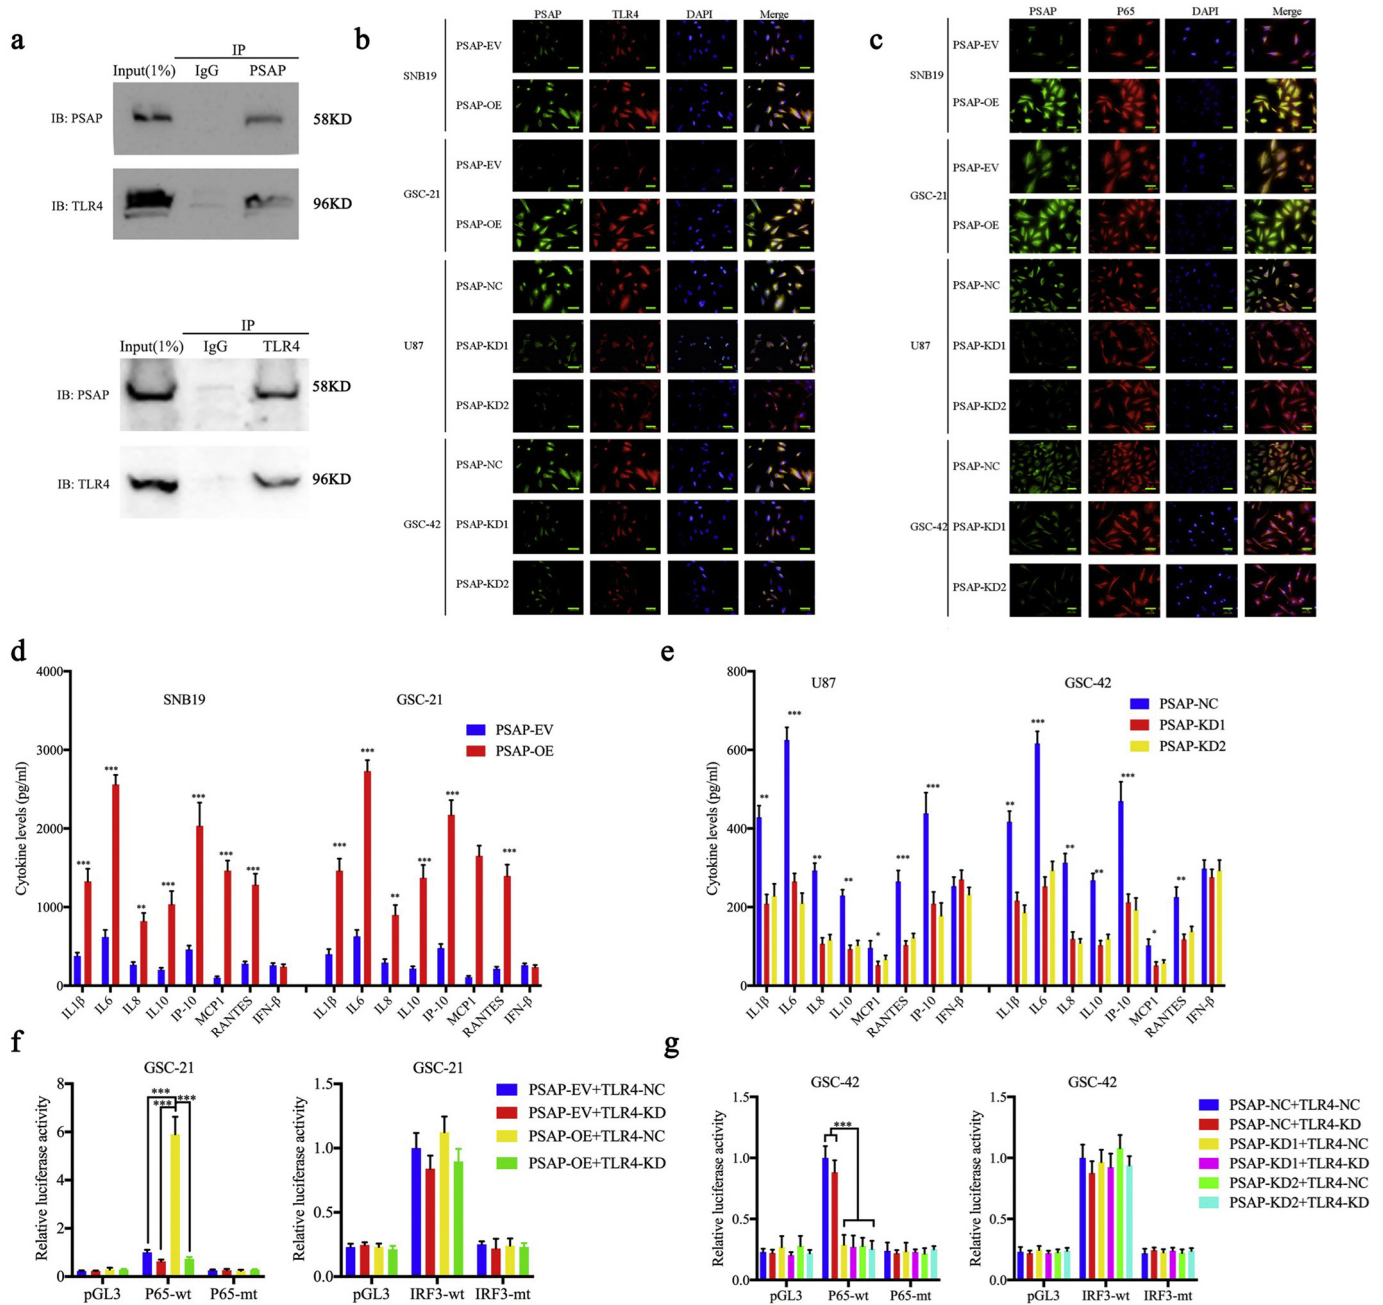 a
IP
Input(1%) IgG PSAP
IB: PSAP 58KD
IB: TLR4 96KD
IP
Input(1%) IgG TLR4
IB: PSAP 58KD
IB: TLR4 96KD
b
PSAP TLR4 DAPI Merge
SNB19
PSAP-EV
PSAP-OE
GSC-21
PSAP-EV
PSAP-OE
U87
PSAP-NC
PSAP-KD1
PSAP-KD2
GSC-42
PSAP-NC
PSAP-KD1
PSAP-KD2
c
PSAP P65 DAPI Merge
SNB19
PSAP-EV
PSAP-OE
GSC-21
PSAP-EV
PSAP-OE
U87
PSAP-NC
PSAP-KD1
PSAP-KD2
GSC-42
PSAP-NC
PSAP-KD1
PSAP-KD2
d
Cytokine levels (pg/ml)
4000
3000
2000
1000
0
SNB19 GSC-21
PSAP-EV
PSAP-OE
*** *** ** *** *** *** ***
*** *** ** *** *** ***
IL1β IL6 IL8 IL10 IP-10 MCP1 RANTES IFN-β
IL1β IL6 IL8 IL10 IP-10 MCP1 RANTES IFN-β
e
Cytokine levels (pg/ml)
800
600
400
200
0
U87 GSC-42
PSAP-NC
PSAP-KD1
PSAP-KD2
** *** ** ** * *** ***
** *** ** ** *** * **
IL1β IL6 IL8 IL10 MCP1 RANTES IP-10 IFN-β
IL1β IL6 IL8 IL10 IP-10 MCP1 RANTES IFN-β
f
GSC-21
Relative luciferase activity
8
6
4
2
0
***
*** ***
pGL3 P65-wt P65-mt
GSC-21
Relative luciferase activity
1.5
1.0
0.5
0.0
pGL3 IRF3-wt IRF3-mt
PSAP-EV+TLR4-NC
PSAP-EV+TLR4-KD
PSAP-OE+TLR4-NC
PSAP-OE+TLR4-KD
g
GSC-42
Relative luciferase activity
1.5
1.0
0.5
0.0
***
pGL3 P65-wt P65-mt
GSC-42
Relative luciferase activity
1.5
1.0
0.5
0.0
pGL3 IRF3-wt IRF3-mt
PSAP-NC+TLR4-NC
PSAP-NC+TLR4-KD
PSAP-KD1+TLR4-NC
PSAP-KD1+TLR4-KD
PSAP-KD2+TLR4-NC
PSAP-KD2+TLR4-KD